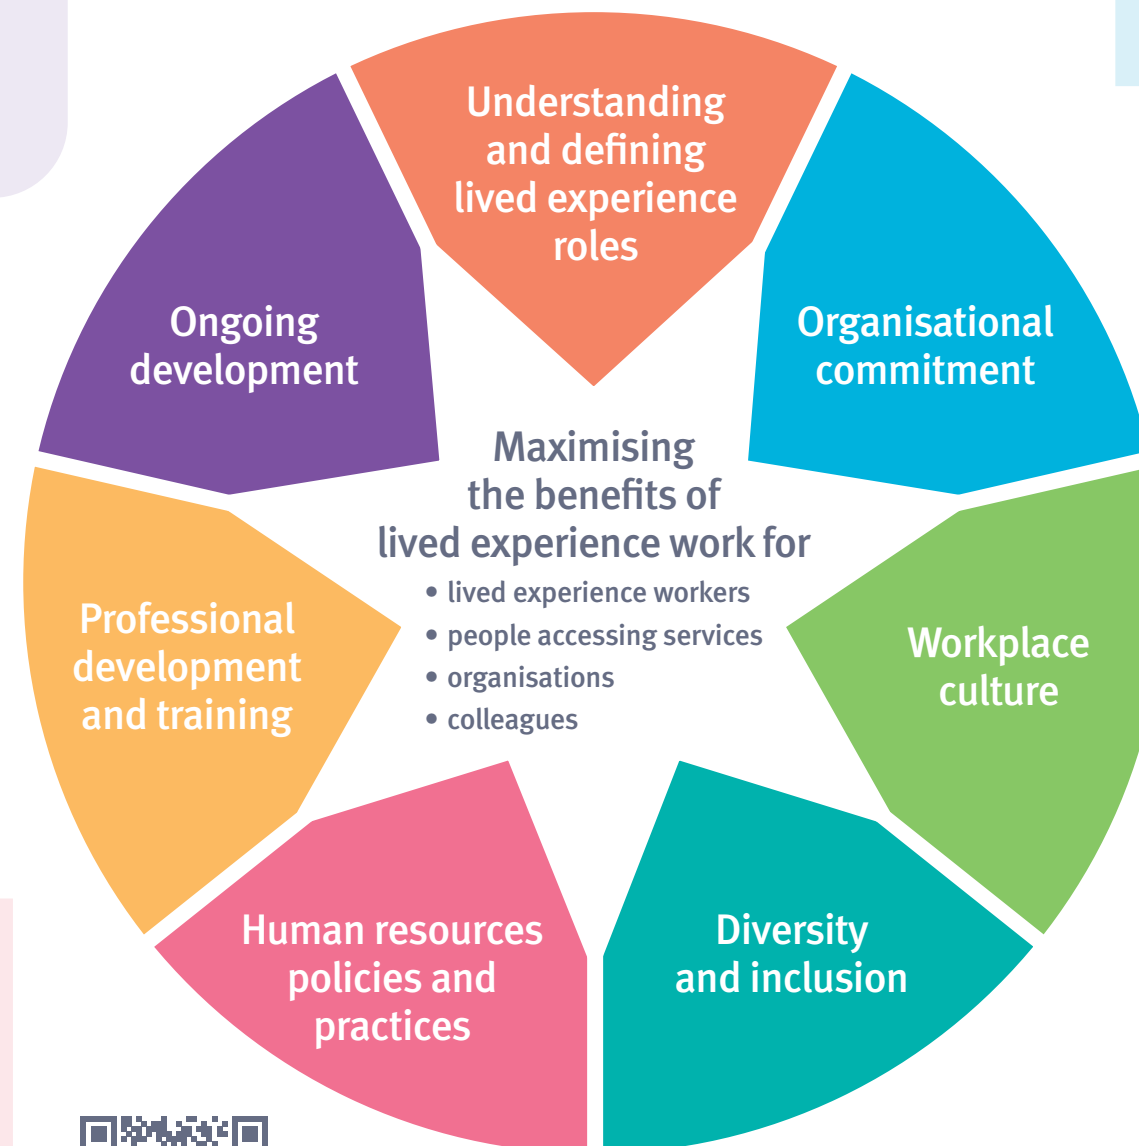 Understanding
and defining
lived experience
roles
Organisational
commitment
Workplace
culture
Diversity
and inclusion
Human resources
policies and
practices
Professional
development
and training
Ongoing
development
Maximising
the benefits of
lived experience work for
• lived experience workers
• people accessing services
• organisations
• colleagues